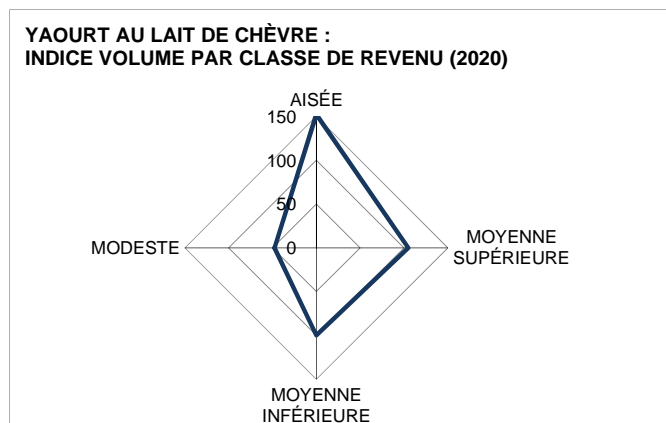 YAOURT AU LAIT DE CHÈVRE :
INDICE VOLUME PAR CLASSE DE REVENU (2020)
AISÉE
150
100
50
MODESTE
0
MOYENNE
SUPÉRIEURE
MOYENNE
INFÉRIEURE